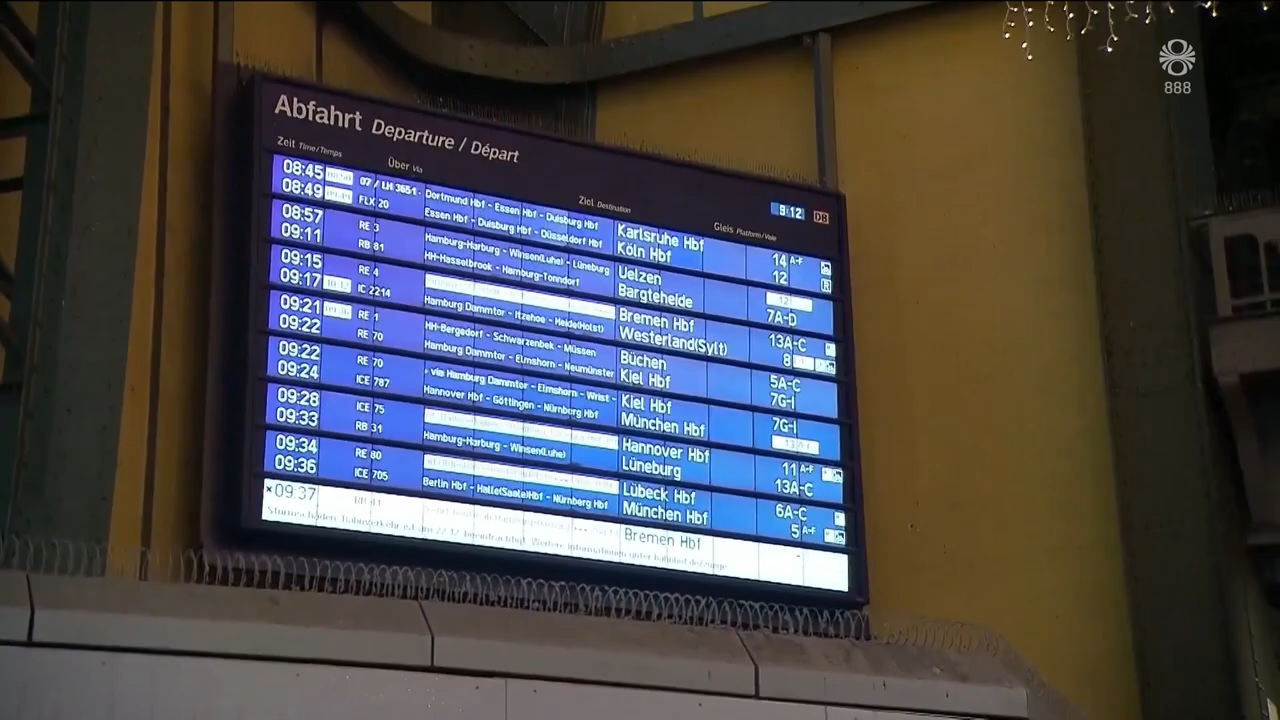 888
Abfahrt Departure / Départ
Zeit Time/Temps Über Via Ziel Destination Gleis Platform/Voie 9:12 DB
08:45 07 / LH 3651 Dortmund Hbf - Essen Hbf - Duisburg Hbf Karlsruhe Hbf 14 A-F
08:49 FLX 20 Essen Hbf - Duisburg Hbf - Düsseldorf Hbf Köln Hbf 12
08:57 RE 3 Hamburg-Harburg - Winsen(Luhe) - Lüneburg Uelzen 12
09:11 RB 81 HH-Hasselbrook - Hamburg-Tonndorf Bargteheide 7A-D
09:15 RE 4 Bremen Hbf 13A-C
09:17 IC 2214 Hamburg Dammtor - Itzehoe - Heide(Holst) Westerland(Sylt) 8
09:21 RE 1 HH-Bergedorf - Schwarzenbek - Müssen Büchen 5A-C
09:22 RE 70 Hamburg Dammtor - Elmshorn - Neumünster Kiel Hbf 7G-I
09:22 RE 70 - via Hamburg Dammtor - Elmshorn - Wrist - Kiel Hbf 7G-I
09:24 ICE 787 Hannover Hbf - Göttingen - Nürnberg Hbf München Hbf
09:28 ICE 75 Hannover Hbf 11 A-F
09:33 RB 31 Hamburg-Harburg - Winsen(Luhe) Lüneburg 13A-C
09:34 RE 80 Lübeck Hbf 6A-C
09:36 ICE 705 Berlin Hbf - Halle(Saale)Hbf - Nürnberg Hbf München Hbf 5 A-F
×09:37 RB 41 Bremen Hbf